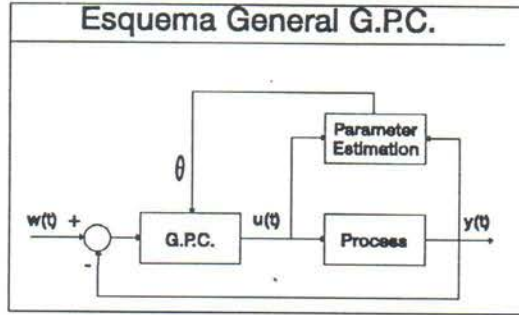 Esquema General G.P.C.
Parameter
Estimation
θ
w(t) +
u(t)
y(t)
G.P.C.
Process
-